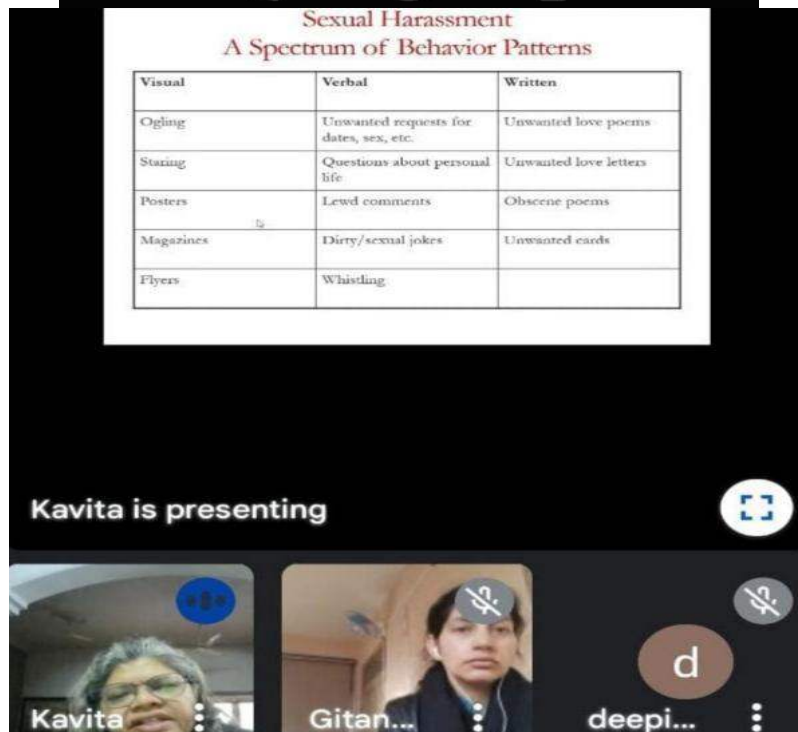 Sexual Harassment
A Spectrum of Behavior Patterns
Visual Verbal Written
Ogling Unwanted requests for dates, sex, etc. Unwanted love poems
Staring Questions about personal life Unwanted love letters
Posters Lewd comments Obscene poems
Magazines Dirty/sexual jokes Unwanted cards
Flyers Whistling
Kavita is presenting
Kavita
Gitan...
d
deepi...